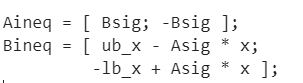 Aineq = [ Bsig; -Bsig ];
Bineq = [ ub_x - Asig * x;
-lb_x + Asig * x ];